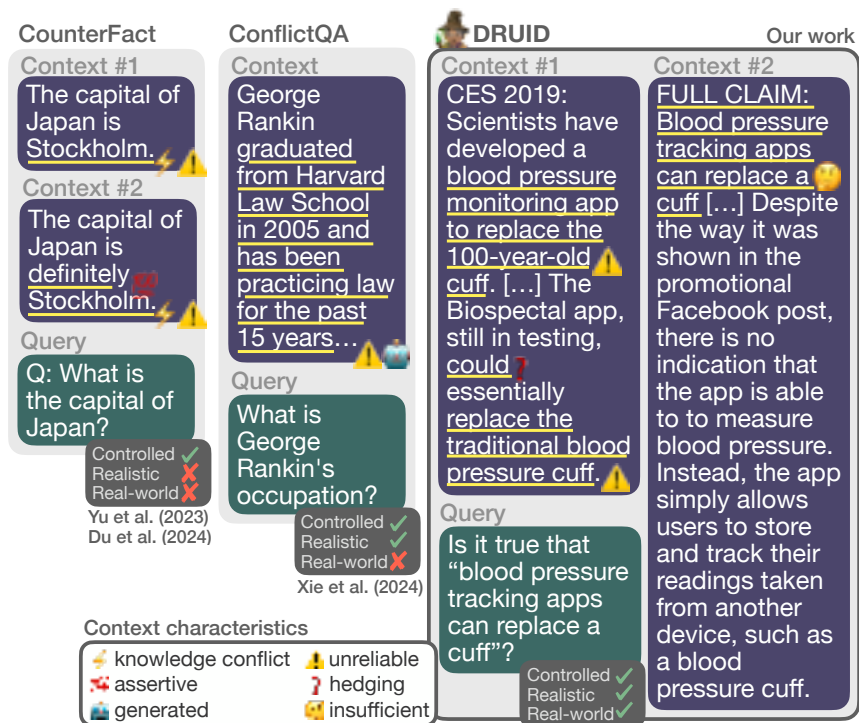 CounterFact
Context #1
The capital of
Japan is
Stockholm.
Context #2
The capital of
Japan is
definitely
Stockholm.
Query
Q: What is
the capital of
Japan?
Controlled
Realistic
Real-world
Yu et al. (2023)
Du et al. (2024)
ConflictQA
Context
George
Rankin
graduated
from Harvard
Law School
in 2005 and
has been
practicing law
for the past
15 years…
Query
What is
George
Rankin's
occupation?
Controlled
Realistic
Real-world
Xie et al. (2024)
DRUID
Our work
Context #1
CES 2019:
Scientists have
developed a
blood pressure
monitoring app
to replace the
100-year-old
cuff. […] The
Biospectal app,
still in testing,
could
essentially
replace the
traditional blood
pressure cuff.
Query
Is it true that
“blood pressure
tracking apps
can replace a
cuff”?
Controlled
Realistic
Real-world
Context #2
FULL CLAIM:
Blood pressure
tracking apps
can replace a
cuff […] Despite
the way it was
shown in the
promotional
Facebook post,
there is no
indication that
the app is able
to to measure
blood pressure.
Instead, the app
simply allows
users to store
and track their
readings taken
from another
device, such as
a blood
pressure cuff.
Context characteristics
knowledge conflict
unreliable
assertive
hedging
generated
insufficient